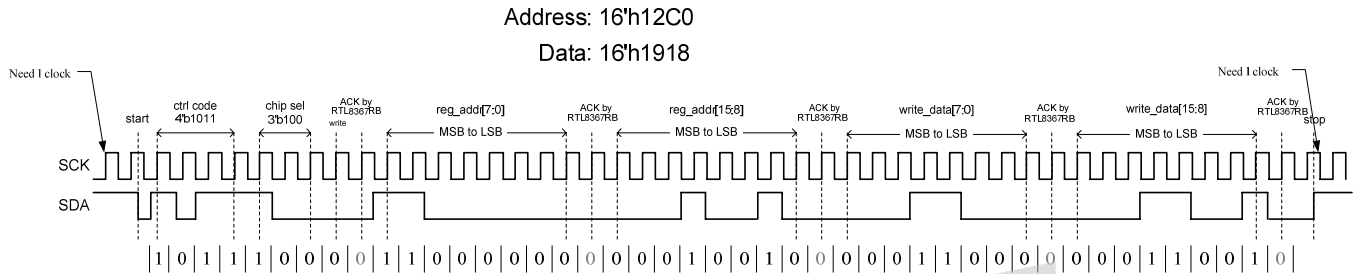 Address: 16'h12C0
Data: 16'h1918
Need 1 clock
Need 1 clock
start
ctrl code
4'b1011
chip sel
3'b100
write
ACK by
RTL8367RB
reg_addr[7:0]
MSB to LSB
ACK by
RTL8367RB
reg_addr[15:8]
MSB to LSB
ACK by
RTL8367RB
write_data[7:0]
MSB to LSB
ACK by
RTL8367RB
write_data[15:8]
MSB to LSB
ACK by
RTL8367RB
stop
SCK
SDA
1 0 1 1 1 0 0 0 0 1 1 0 0 0 0 0 0 0 0 0 0 1 0 0 1 0 0 0 0 0 1 1 0 0 0 0 0 0 0 1 1 0 0 1 0